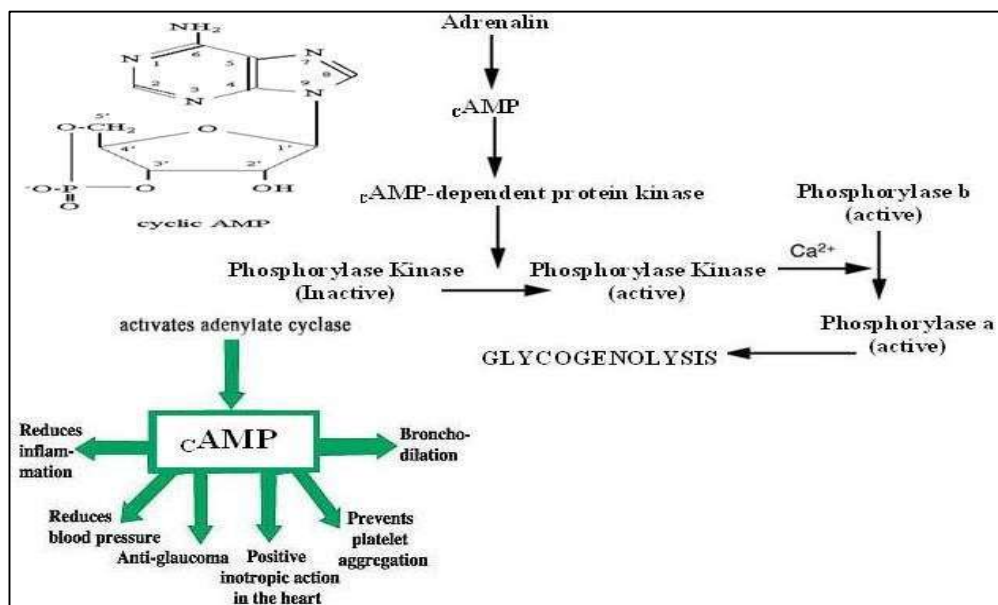 NH₂
6
N
1
5
7
N
8
2
3
4
9
N
N
5'
O-CH₂
O
4'
1'
3'
2'
⁻O-P
O
OH
O
cyclic AMP
Adrenalin
cAMP
cAMP-dependent protein kinase
Phosphorylase b
(active)
Ca²⁺
Phosphorylase Kinase
(Inactive)
Phosphorylase Kinase
(active)
Phosphorylase a
(active)
GLYCOGENOLYSIS
activates adenylate cyclase
cAMP
Reduces
inflam-
mation
Broncho-
dilation
Reduces
blood pressure
Anti-glaucoma
Positive
inotropic action
in the heart
Prevents
platelet
aggregation